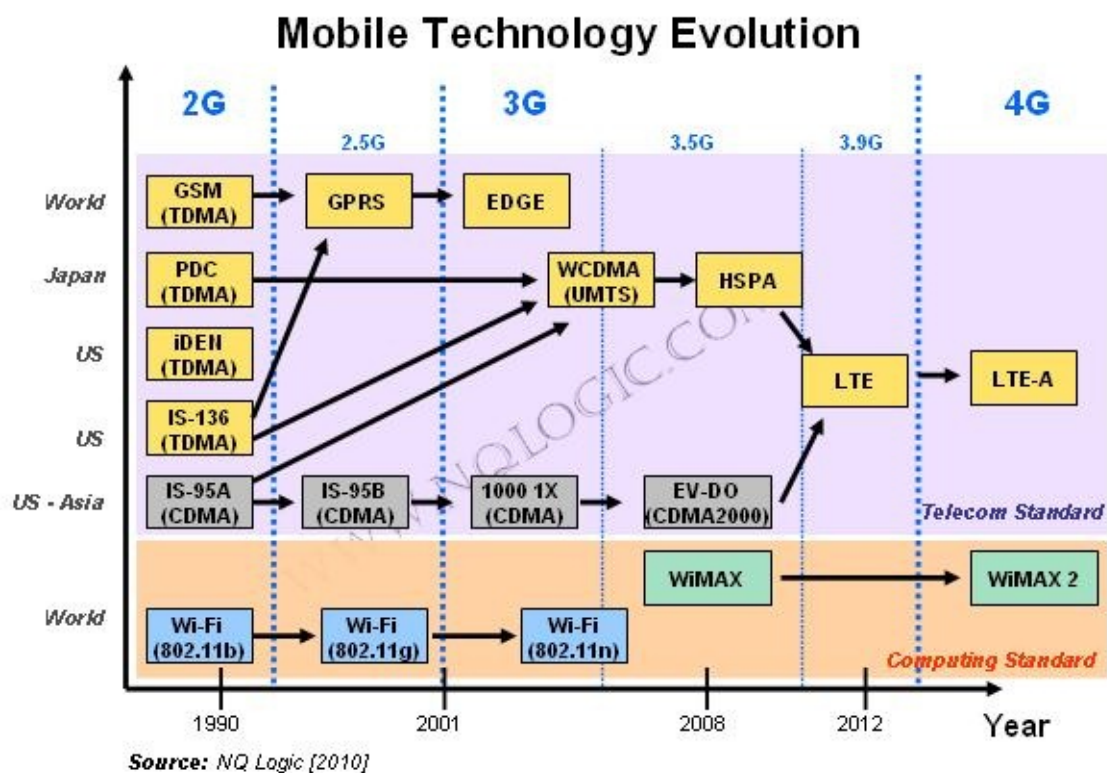 Mobile Technology Evolution
2G
3G
4G
2.5G
3.5G
3.9G
World
GSM
(TDMA)
GPRS
EDGE
Japan
PDC
(TDMA)
WCDMA
(UMTS)
HSPA
US
iDEN
(TDMA)
LTE
LTE-A
US
IS-136
(TDMA)
US - Asia
IS-95A
(CDMA)
IS-95B
(CDMA)
1000 1X
(CDMA)
EV-DO
(CDMA2000)
Telecom Standard
WWW.NQLOGIC.COM
WiMAX
WiMAX 2
World
Wi-Fi
(802.11b)
Wi-Fi
(802.11g)
Wi-Fi
(802.11n)
Computing Standard
1990
2001
2008
2012
Year
Source: NQ Logic [2010]